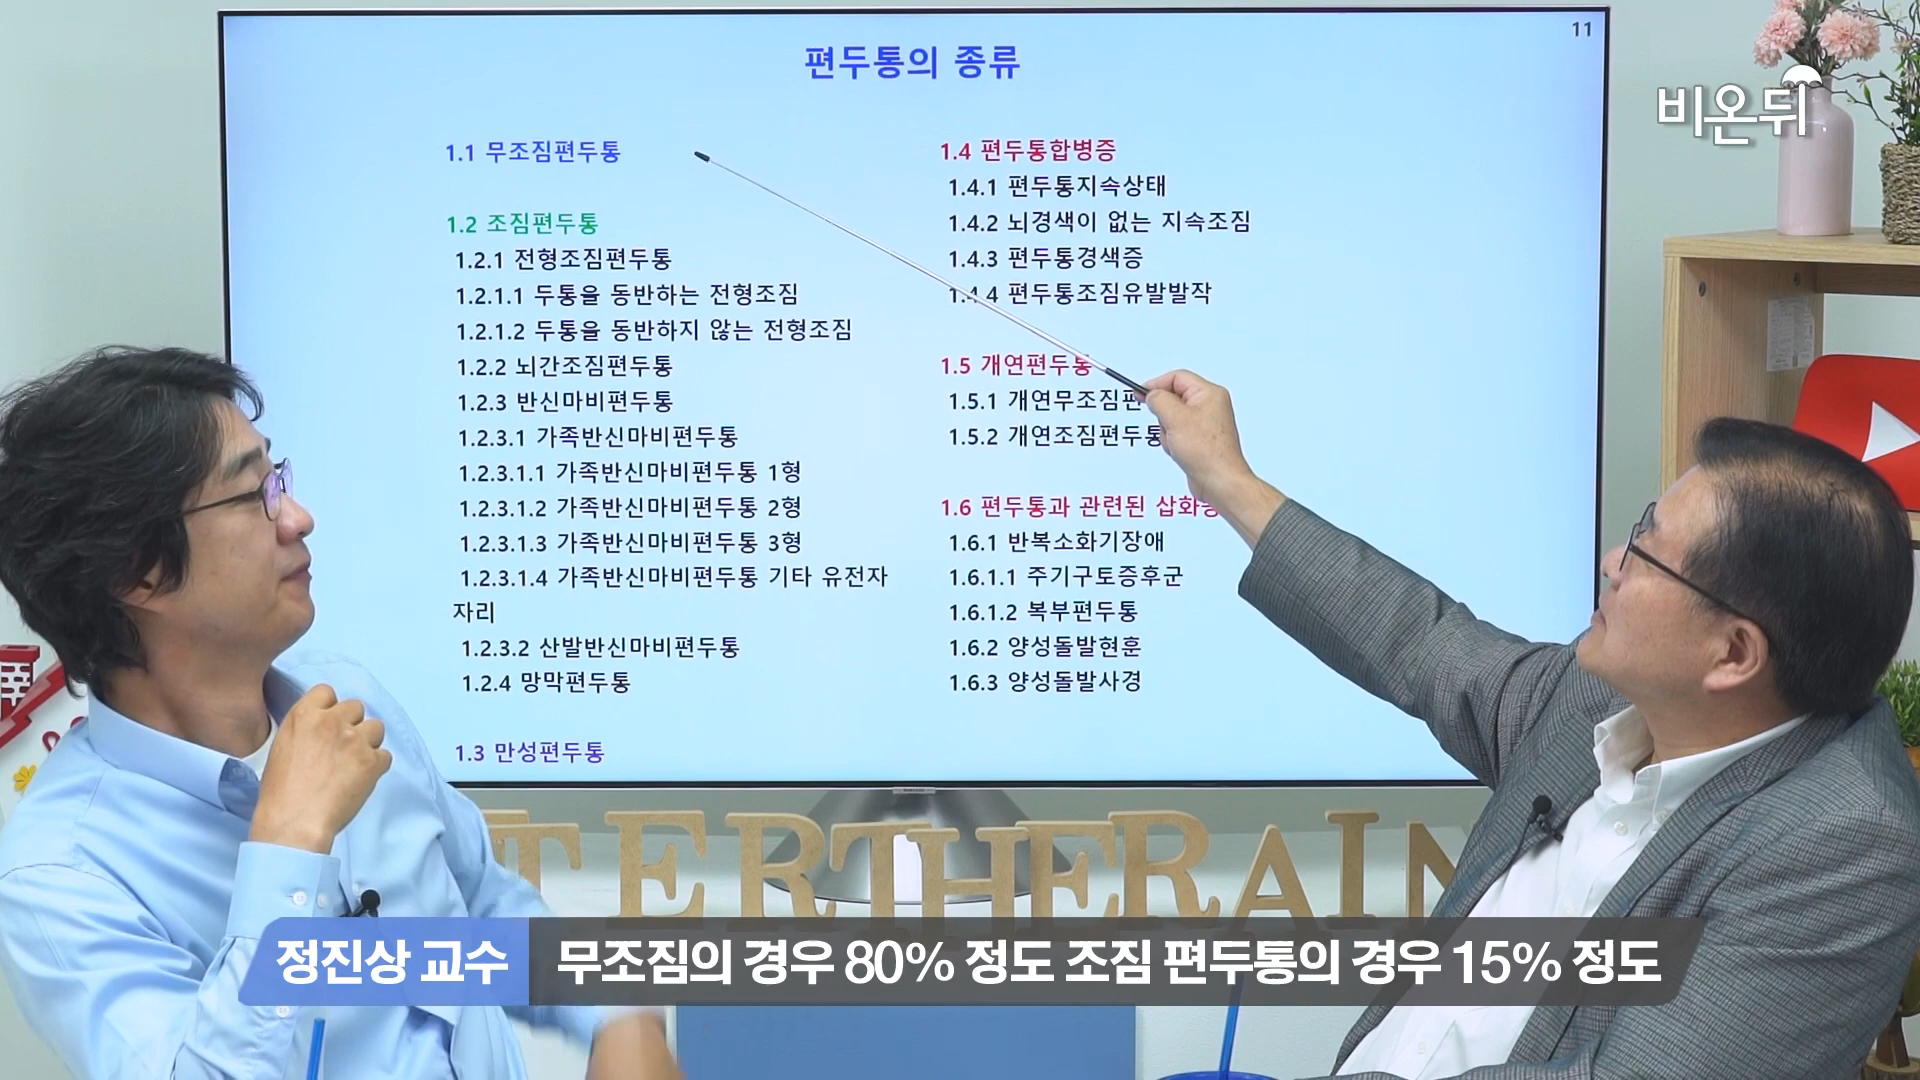 11
편두통의 종류
비온뒤
1.1 무조짐편두통
1.2 조짐편두통
1.2.1 전형조짐편두통
1.2.1.1 두통을 동반하는 전형조짐
1.2.1.2 두통을 동반하지 않는 전형조짐
1.2.2 뇌간조짐편두통
1.2.3 반신마비편두통
1.2.3.1 가족반신마비편두통
1.2.3.1.1 가족반신마비편두통 1형
1.2.3.1.2 가족반신마비편두통 2형
1.2.3.1.3 가족반신마비편두통 3형
1.2.3.1.4 가족반신마비편두통 기타 유전자
자리
1.2.3.2 산발반신마비편두통
1.2.4 망막편두통
1.3 만성편두통
1.4 편두통합병증
1.4.1 편두통지속상태
1.4.2 뇌경색이 없는 지속조짐
1.4.3 편두통경색증
1.4.4 편두통조짐유발발작
1.5 개연편두통
1.5.1 개연무조짐편
1.5.2 개연조짐편두통
1.6 편두통과 관련된 삽화
1.6.1 반복소화기장애
1.6.1.1 주기구토증후군
1.6.1.2 복부편두통
1.6.2 양성돌발현훈
1.6.3 양성돌발사경
TERTHERAIN
정진상 교수 무조짐의 경우 80% 정도 조짐 편두통의 경우 15% 정도